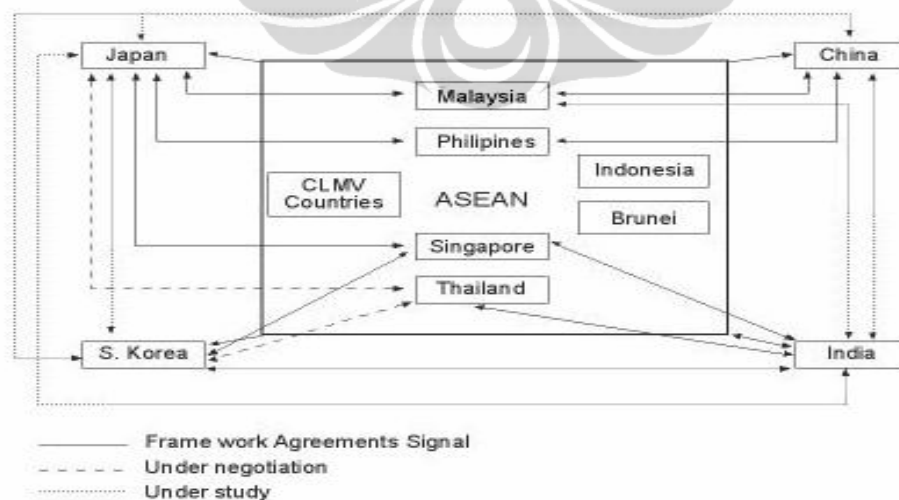 Japan
China
Malaysia
Philipines
Indonesia
CLMV
Countries
ASEAN
Brunei
Singapore
Thailand
S. Korea
India
Frame work Agreements Signal
Under negotiation
Under study